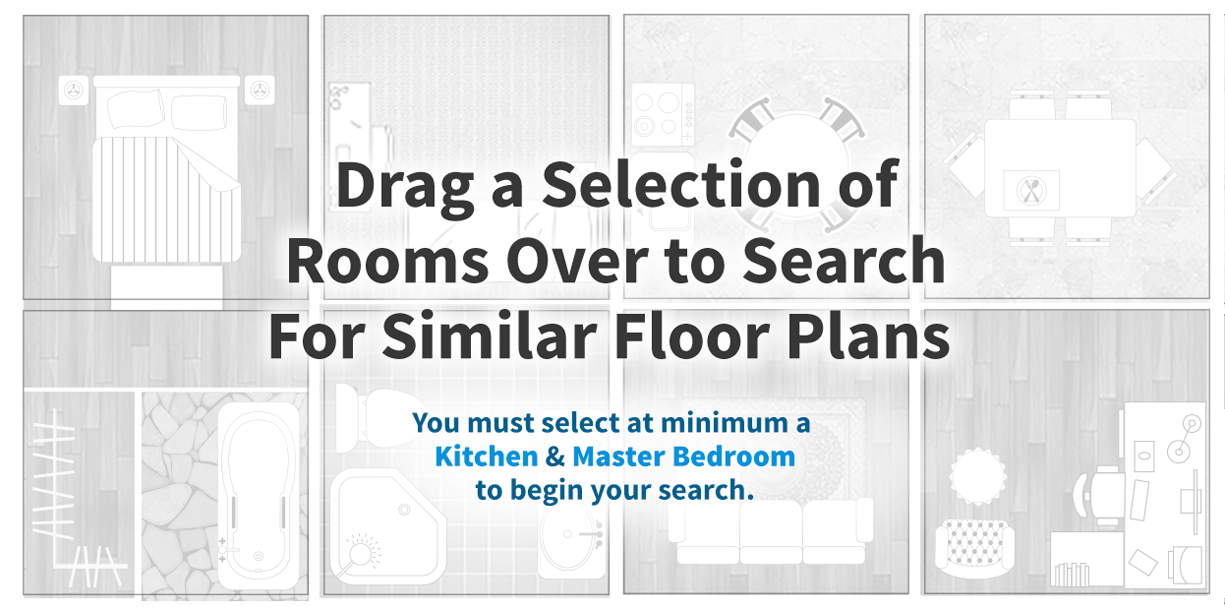 Drag a Selection of
Rooms Over to Search
For Similar Floor Plans
You must select at minimum a
Kitchen & Master Bedroom
to begin your search.